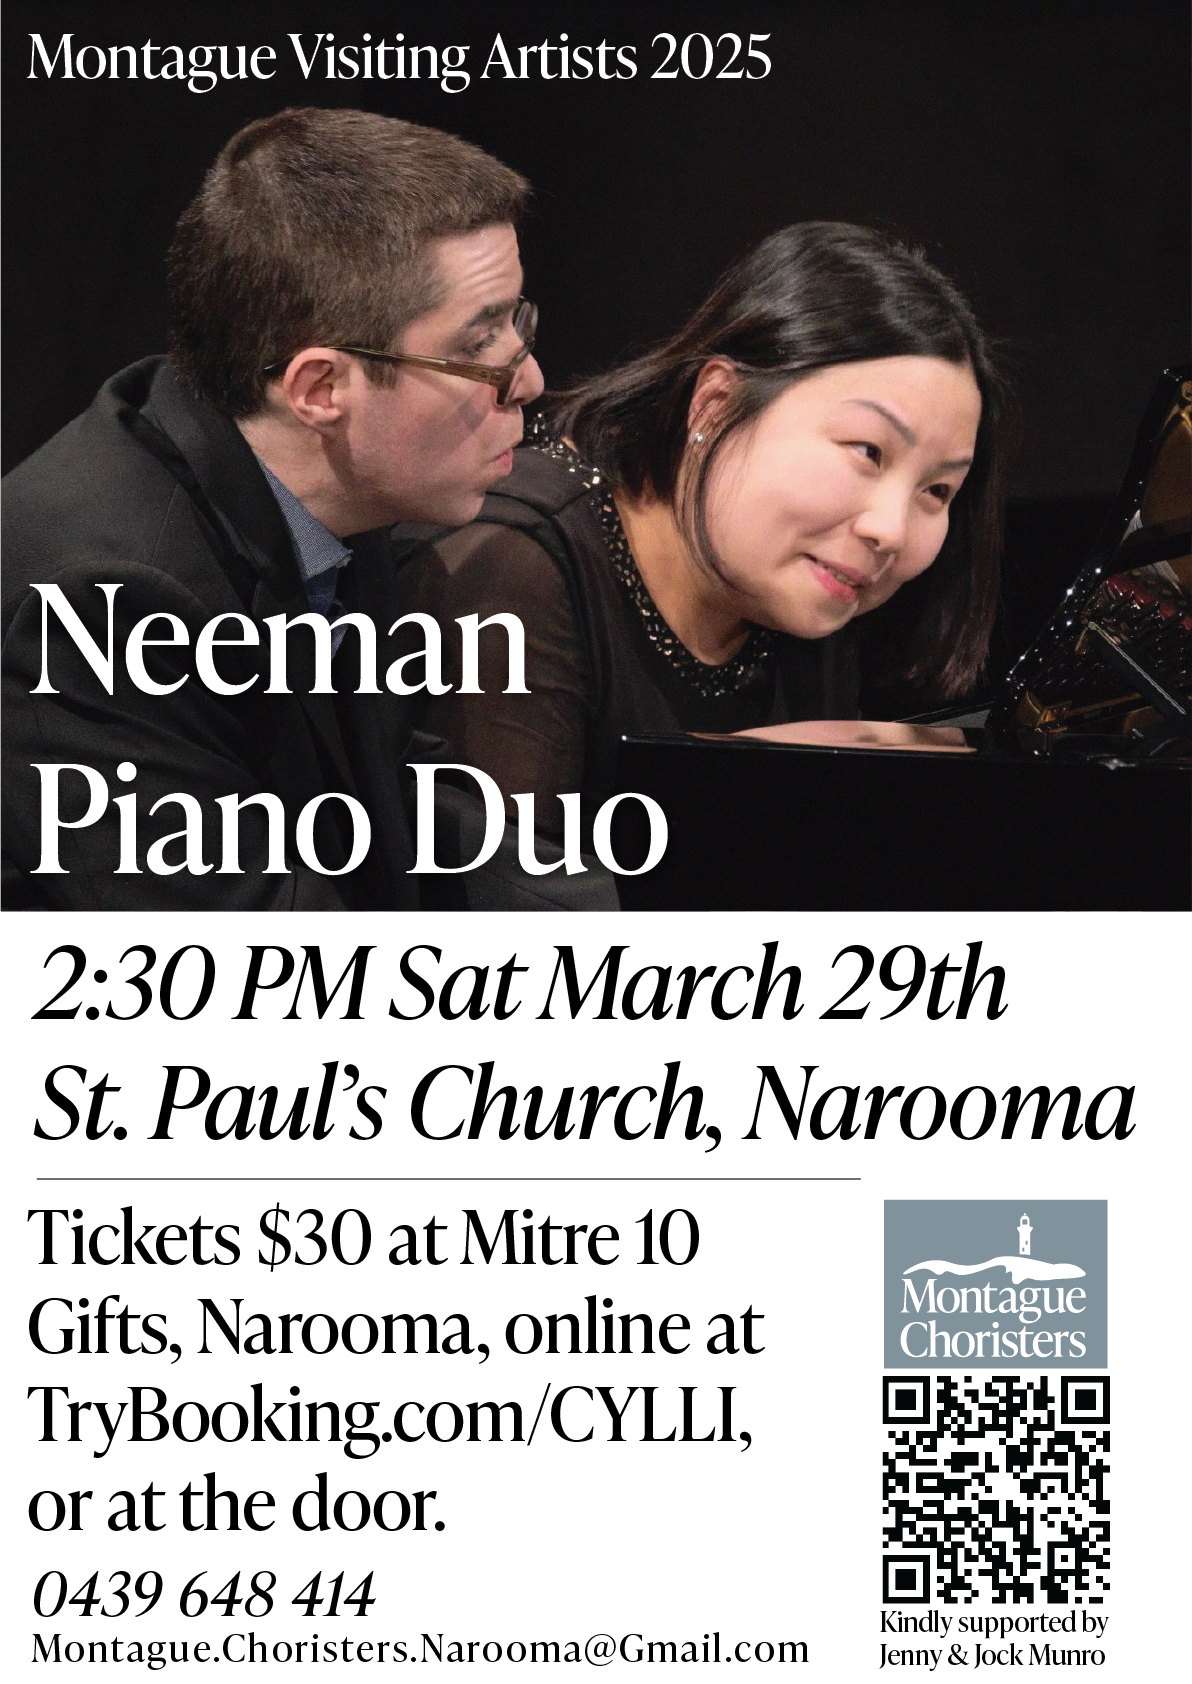 Montague Visiting Artists 2025
Neeman
Piano Duo
2:30 PM Sat March 29th
St. Paul's Church, Narooma
Tickets $30 at Mitre 10
Gifts, Narooma, online at
TryBooking.com/CYLLI,
or at the door.
0439 648 414
Montague.Choristers.Narooma@Gmail.com
Montague
Choristers
Kindly supported by
Jenny & Jock Munro